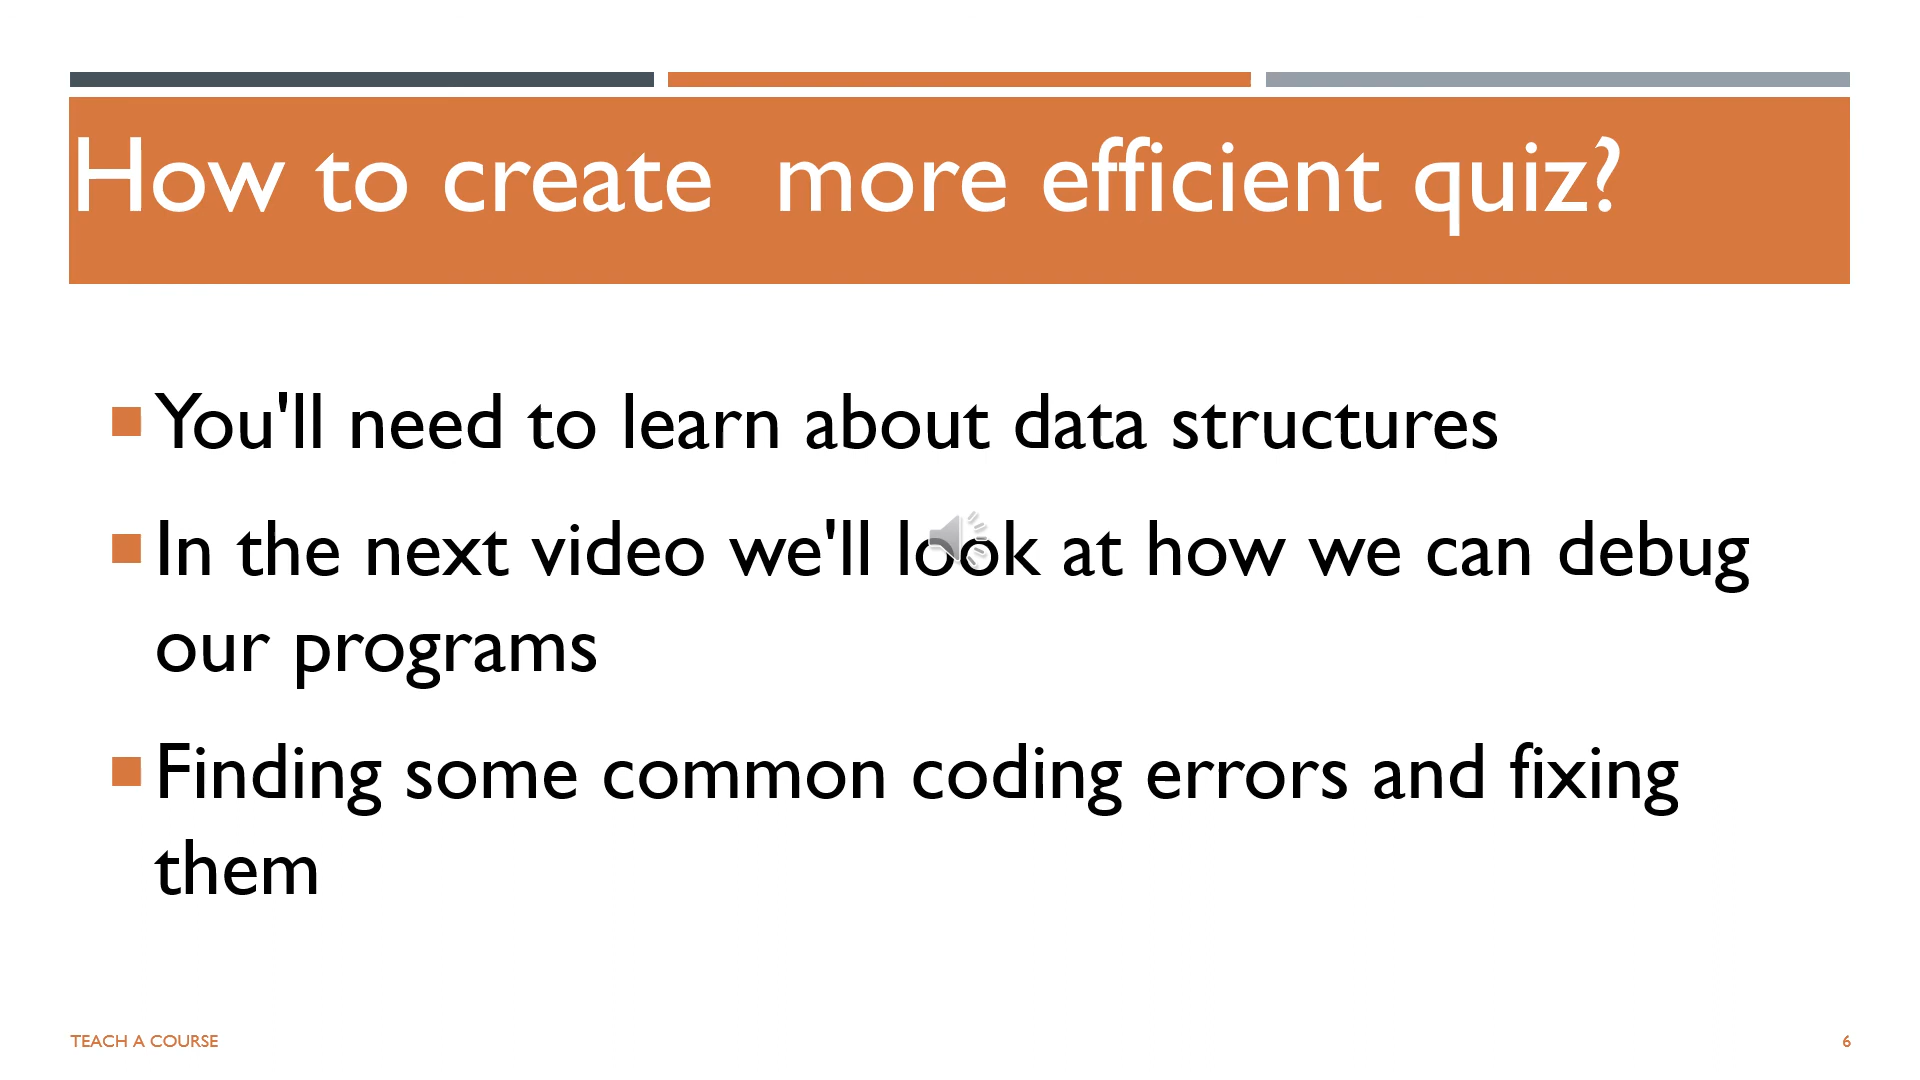 How to create  more efficient quiz?
You'll need to learn about data structures
In the next video we'll look at how we can debug
our programs
Finding some common coding errors and fixing
them
TEACH A COURSE
6